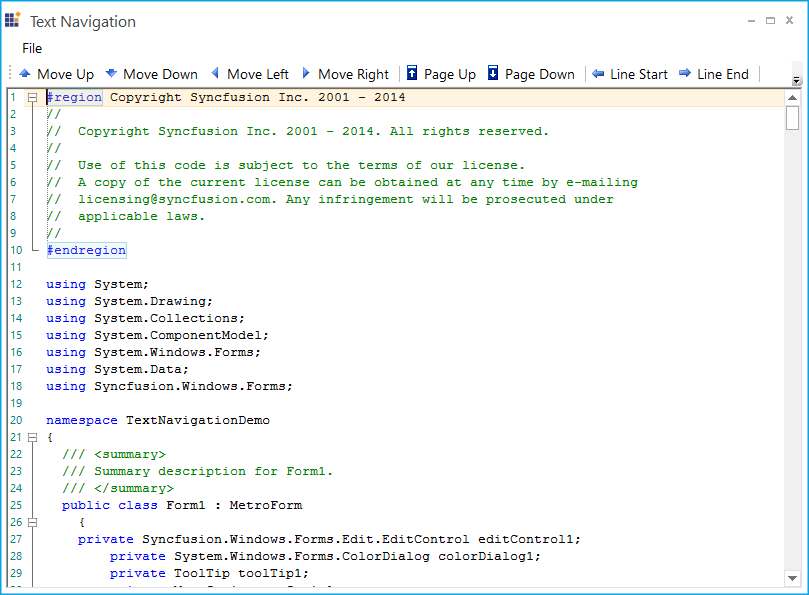 Text Navigation
File
Move Up Move Down Move Left Move Right Page Up Page Down Line Start Line End
1 #region Copyright Syncfusion Inc. 2001 - 2014
2 //
3 //  Copyright Syncfusion Inc. 2001 - 2014. All rights reserved.
4 //
5 //  Use of this code is subject to the terms of our license.
6 //  A copy of the current license can be obtained at any time by e-mailing
7 //  licensing@syncfusion.com. Any infringement will be prosecuted under
8 //  applicable laws.
9 //
10 #endregion
11
12 using System;
13 using System.Drawing;
14 using System.Collections;
15 using System.ComponentModel;
16 using System.Windows.Forms;
17 using System.Data;
18 using Syncfusion.Windows.Forms;
19
20 namespace TextNavigationDemo
21 {
22 /// <summary>
23 /// Summary description for Form1.
24 /// </summary>
25 public class Form1 : MetroForm
26 {
27 private Syncfusion.Windows.Forms.Edit.EditControl editControl1;
28 private System.Windows.Forms.ColorDialog colorDialog1;
29 private ToolTip toolTip1;